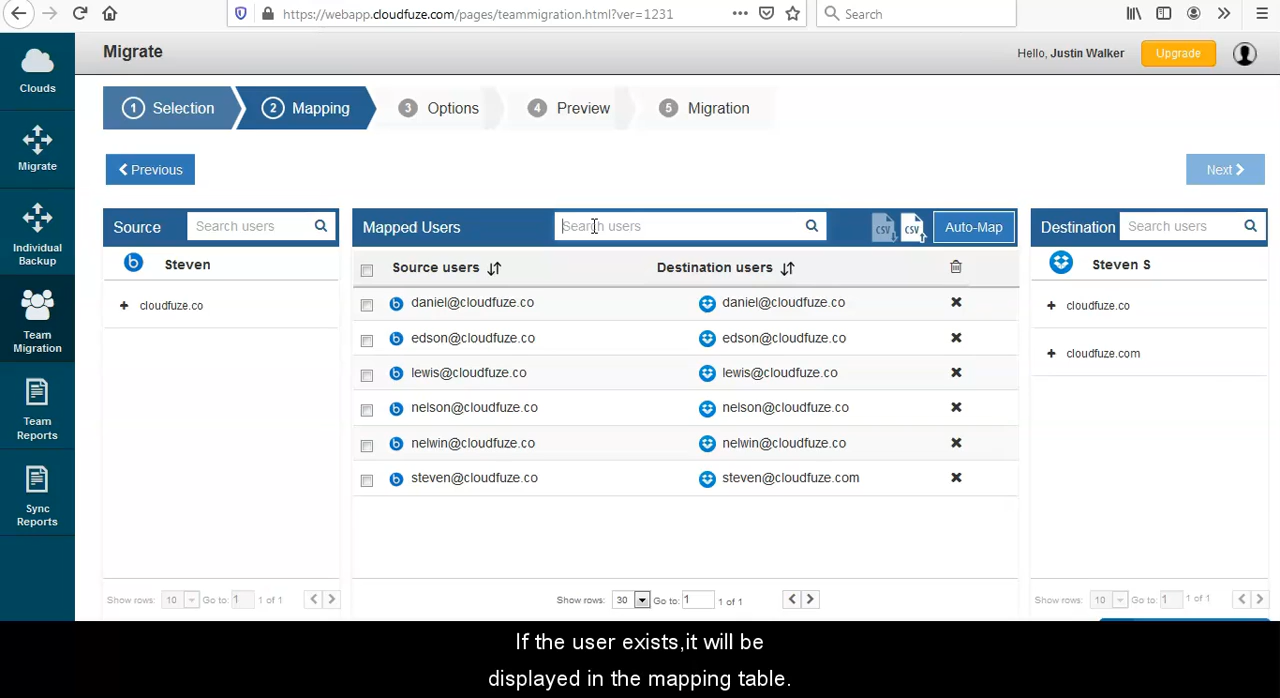 https://webapp.cloudfuze.com/pages/teammigration.html?ver=1231
Search
Clouds
Migrate
Individual
Backup
Team
Migration
Team
Reports
Sync
Reports
Migrate
Hello, Justin Walker
Upgrade
1 Selection
2 Mapping
3 Options
4 Preview
5 Migration
Previous
Next
Source
Search users
Mapped Users
Search users
CSV
CSV
Auto-Map
Destination
Search users
Steven
Source users
Destination users
Steven S
cloudfuze.co
daniel@cloudfuze.co
daniel@cloudfuze.co
cloudfuze.co
edson@cloudfuze.co
edson@cloudfuze.co
cloudfuze.com
lewis@cloudfuze.co
lewis@cloudfuze.co
nelson@cloudfuze.co
nelson@cloudfuze.co
nelwin@cloudfuze.co
nelwin@cloudfuze.co
steven@cloudfuze.co
steven@cloudfuze.com
Show rows: 10 Go to: 1 1 of 1
Show rows: 30 Go to: 1 1 of 1
Show rows: 10 Go to: 1 1 of 1
If the user exists,it will be
displayed in the mapping table.